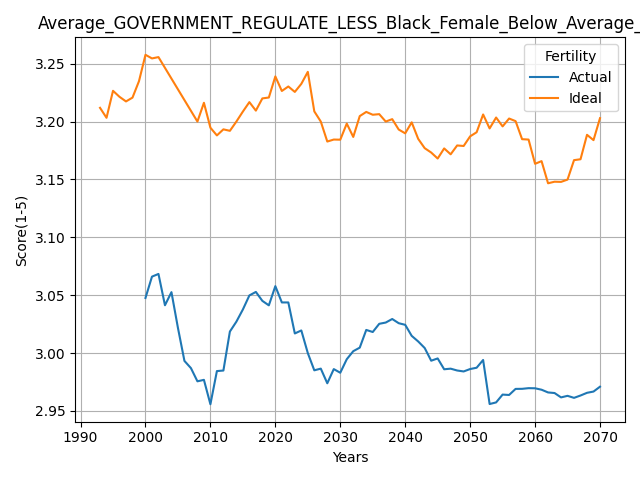 Average_GOVERNMENT_REGULATE_LESS_Black_Female_Below_Average_
Fertility
Actual
Ideal
Score(1-5)
3.25
3.20
3.15
3.10
3.05
3.00
2.95
1990 2000 2010 2020 2030 2040 2050 2060 2070
Years